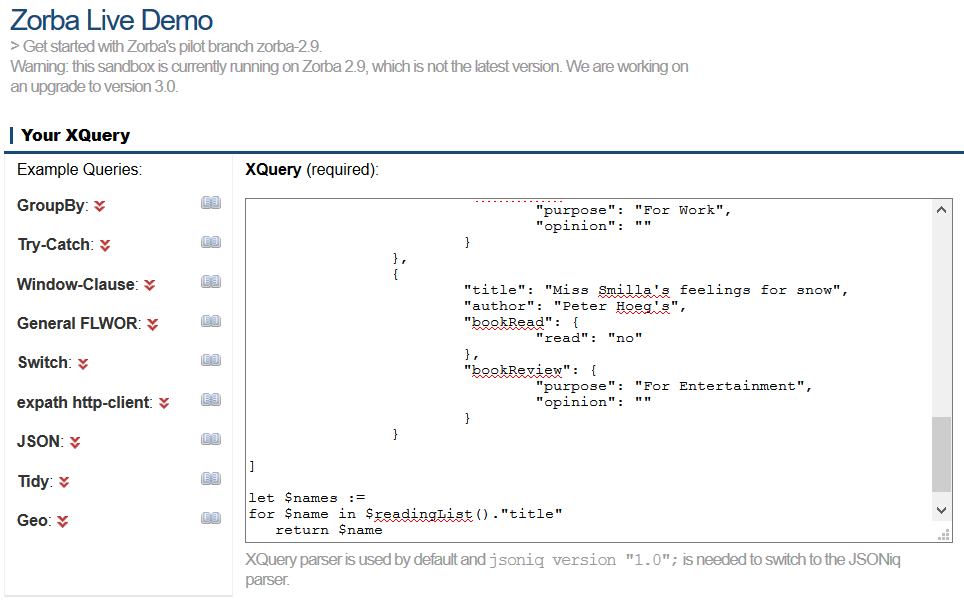 Zorba Live Demo
> Get started with Zorba's pilot branch zorba-2.9.
Warning: this sandbox is currently running on Zorba 2.9, which is not the latest version. We are working on
an upgrade to version 3.0.
Your XQuery
Example Queries:
GroupBy:
Try-Catch:
Window-Clause:
General FLWOR:
Switch:
expath http-client:
JSON:
Tidy:
Geo:
XQuery (required):
"purpose": "For Work",
"opinion": ""
}
},
{
"title": "Miss Smilla's feelings for snow",
"author": "Peter Hoeg's",
"bookRead": {
"read": "no"
},
"bookReview": {
"purpose": "For Entertainment",
"opinion": ""
}
}
]
let $names :=
for $name in $readingList()."title"
return $name
XQuery parser is used by default and jsoniq version "1.0"; is needed to switch to the JSONiq
parser.